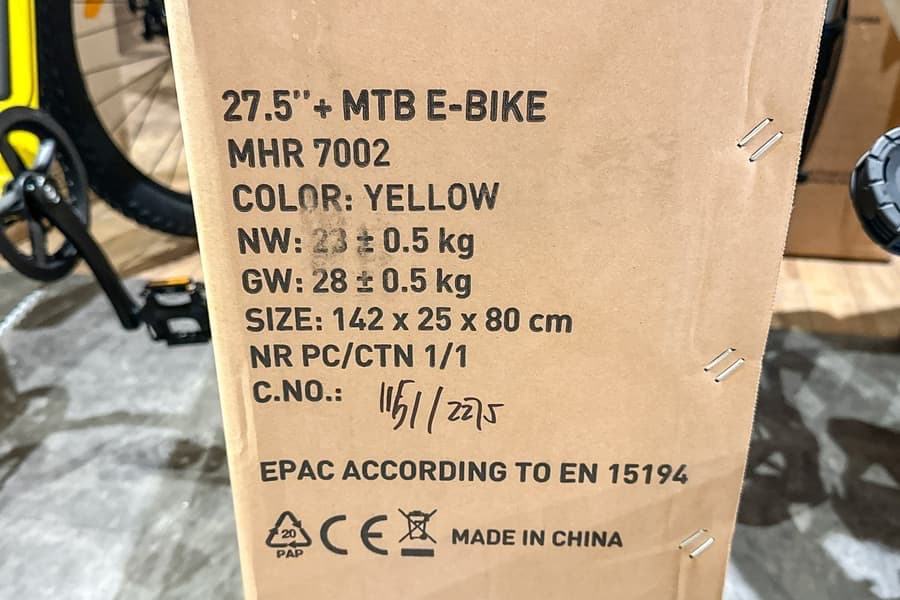 27.5"+ MTB E-BIKE
MHR 7002
COLOR: YELLOW
NW: 23 ± 0.5 kg
GW: 28 ± 0.5 kg
SIZE: 142 x 25 x 80 cm
NR PC/CTN 1/1
C.NO.:
EPAC ACCORDING TO EN 15194
20
PAP
CE
MADE IN CHINA